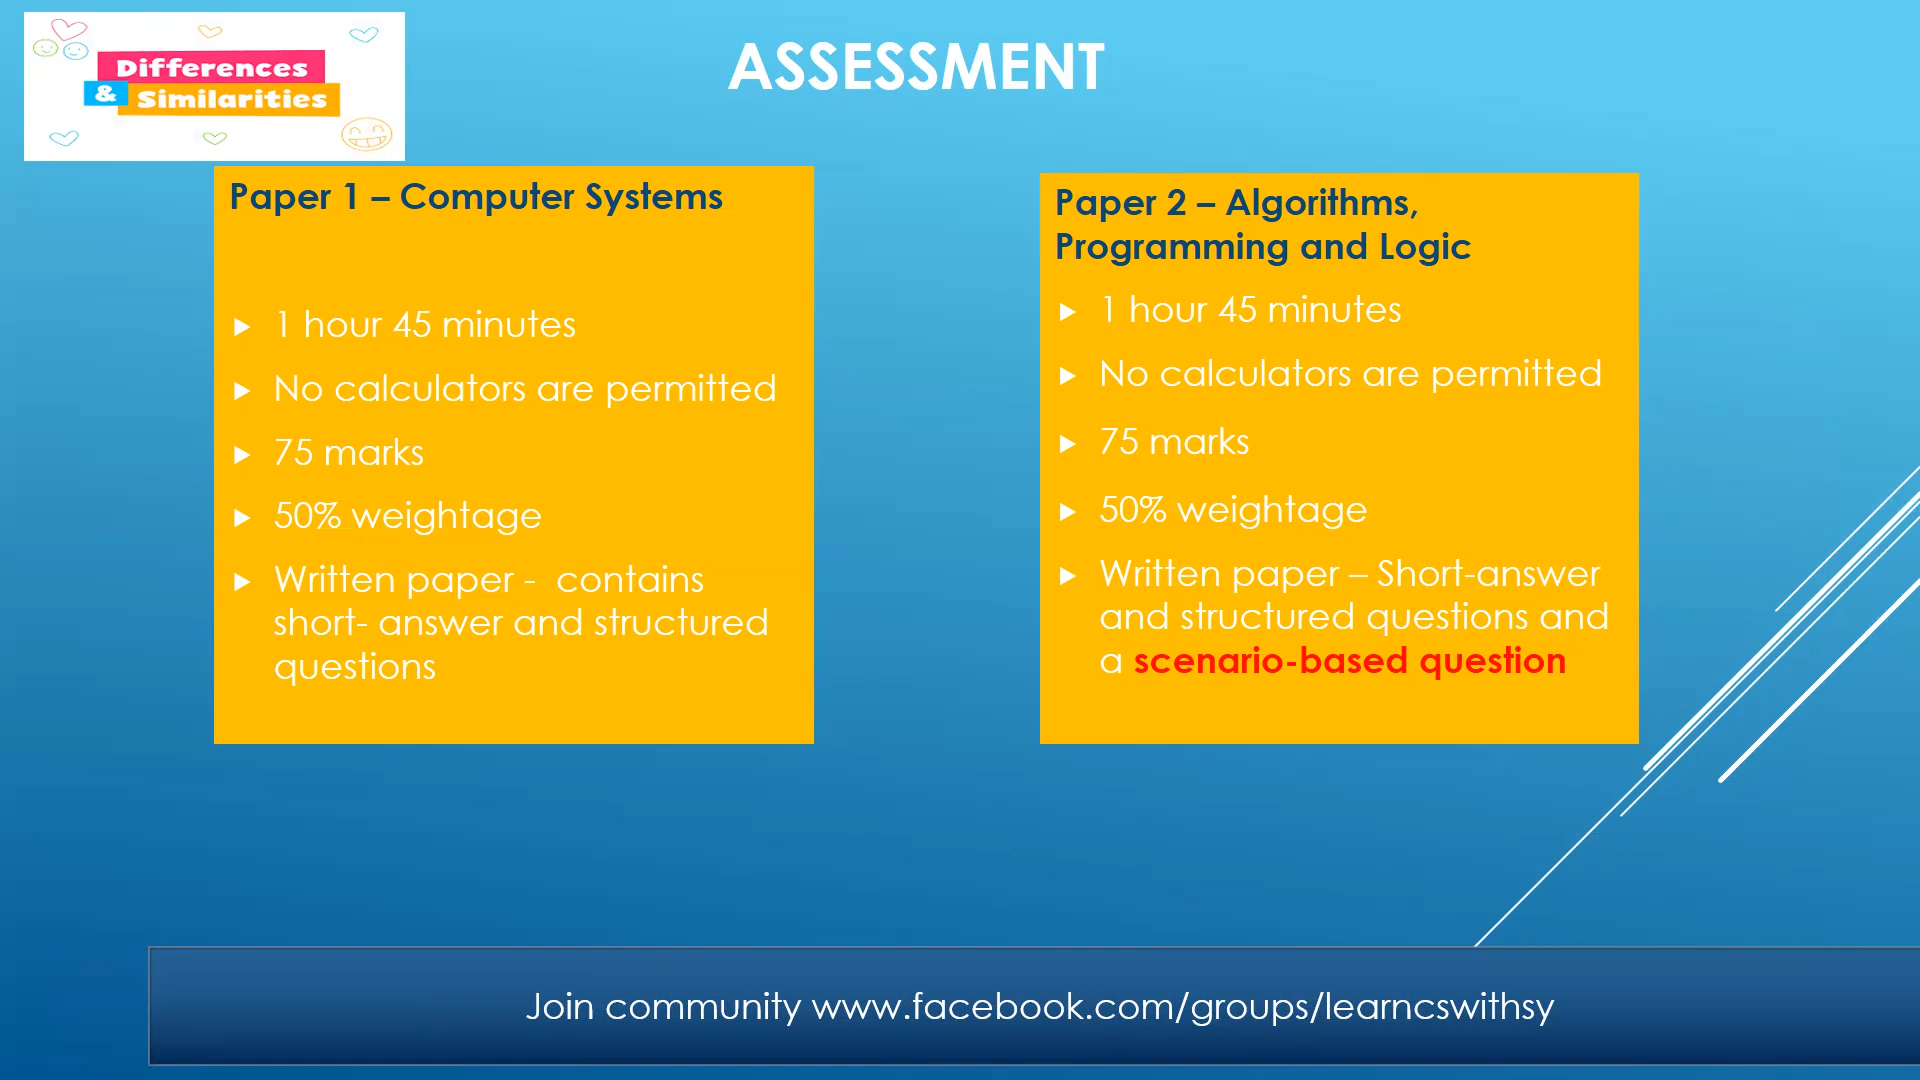 Differences
& Similarities
ASSESSMENT
Paper 1 – Computer Systems
1 hour 45 minutes
No calculators are permitted
75 marks
50% weightage
Written paper - contains
short- answer and structured
questions
Paper 2 – Algorithms,
Programming and Logic
1 hour 45 minutes
No calculators are permitted
75 marks
50% weightage
Written paper – Short-answer
and structured questions and
a scenario-based question
Join community www.facebook.com/groups/learncswithsy